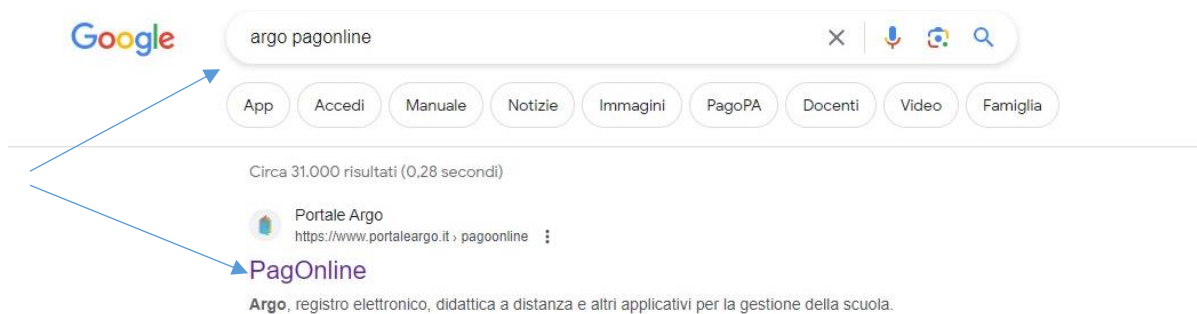 Google
argo pagonline
App Accedi Manuale Notizie Immagini PagoPA Docenti Video Famiglia
Circa 31.000 risultati (0,28 secondi)
Portale Argo
https://www.portaleargo.it › pagoonline
PagOnline
Argo, registro elettronico, didattica a distanza e altri applicativi per la gestione della scuola.